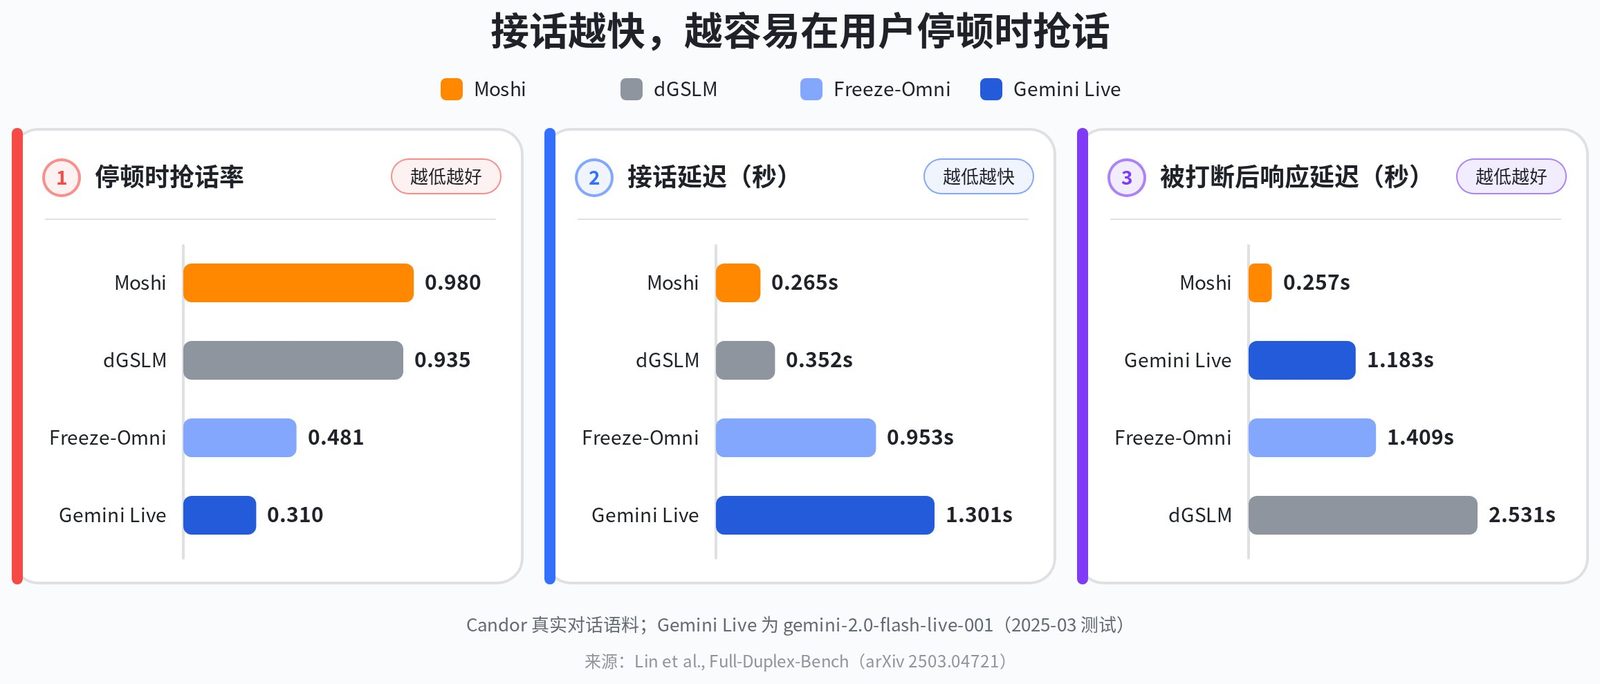 接话越快，越容易在用户停顿时抢话
Moshi
dGSLM
Freeze-Omni
Gemini Live
1 停顿时抢话率 越低越好
Moshi 0.980
dGSLM 0.935
Freeze-Omni 0.481
Gemini Live 0.310
2 接话延迟（秒） 越低越快
Moshi 0.265s
dGSLM 0.352s
Freeze-Omni 0.953s
Gemini Live 1.301s
3 被打断后响应延迟（秒） 越低越好
Moshi 0.257s
Gemini Live 1.183s
Freeze-Omni 1.409s
dGSLM 2.531s
Candor 真实对话语料；Gemini Live 为 gemini-2.0-flash-live-001（2025-03 测试）
来源：Lin et al., Full-Duplex-Bench（arXiv 2503.04721）